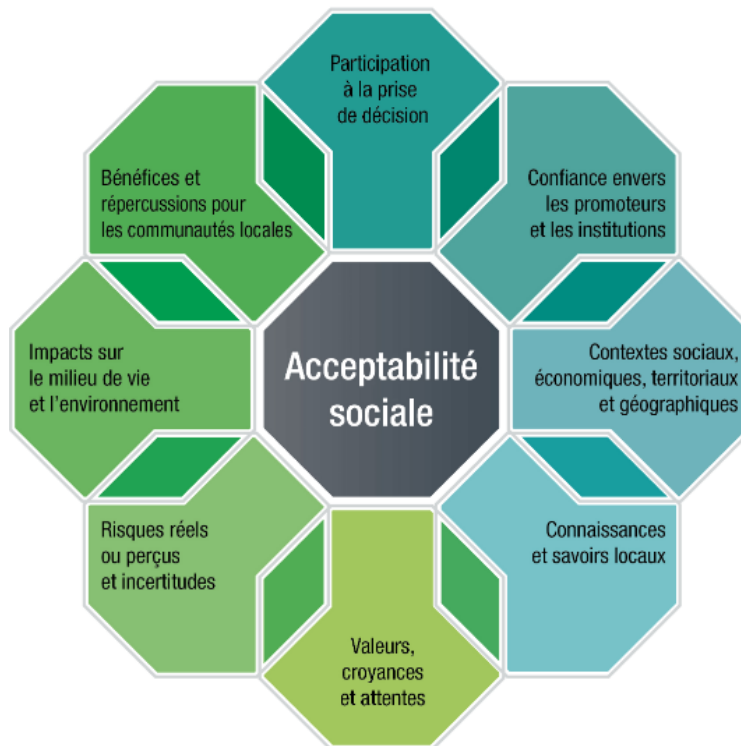 Participation
à la prise
de décision
Bénéfices et
répercussions pour
les communautés locales
Confiance envers
les promoteurs
et les institutions
Impacts sur
le milieu de vie
et l'environnement
Acceptabilité
sociale
Contextes sociaux,
économiques, territoriaux
et géographiques
Risques réels
ou perçus
et incertitudes
Connaissances
et savoirs locaux
Valeurs,
croyances
et attentes